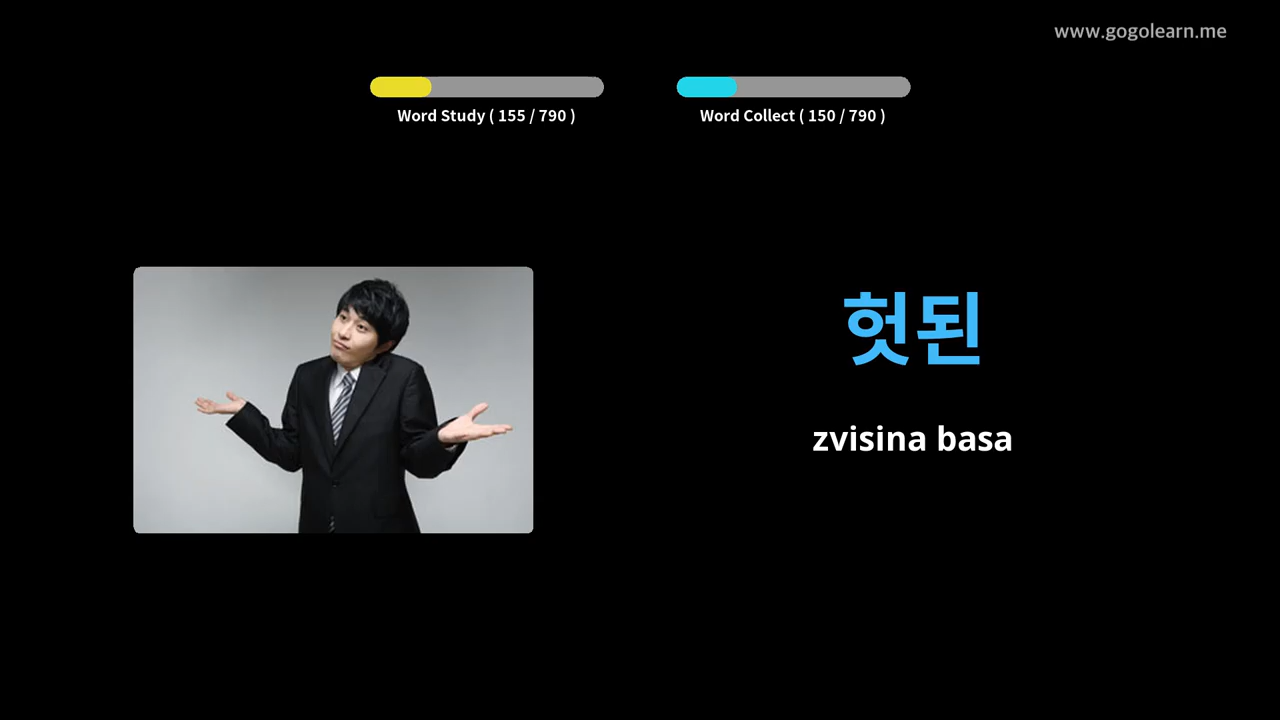 www.gogolearn.me
Word Study ( 155 / 790 )
Word Collect ( 150 / 790 )
헛된
zvisina basa